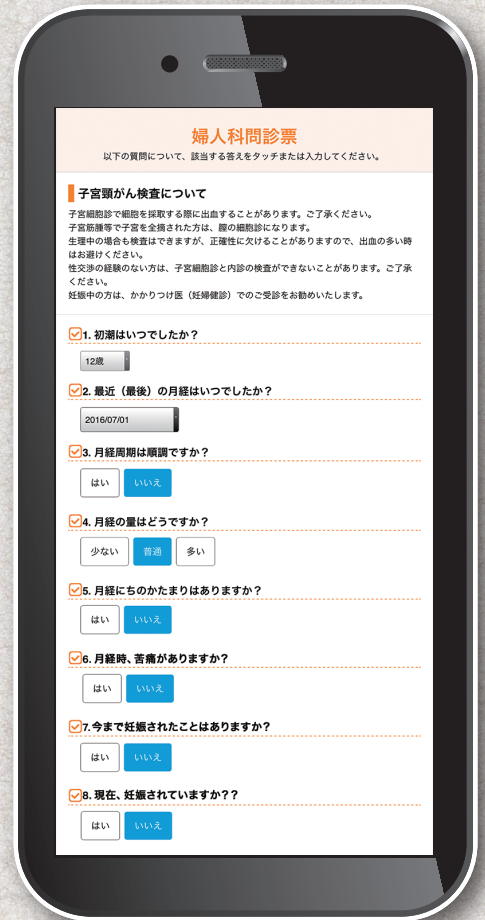 婦人科問診票
以下の質問について、該当する答えをタッチまたは入力してください。
子宮頸がん検査について
子宮細胞診で細胞を採取する際に出血することがあります。ご了承ください。
子宮筋腫等で子宮を全摘された方は、膣の細胞診になります。
生理中の場合も検査はできますが、正確性に欠けることがありますので、出血の多い時
はお避けください。
性交渉の経験のない方は、子宮細胞診と内診の検査ができないことがあります。ご了承
ください。
妊娠中の方は、かかりつけ医（妊婦健診）でのご受診をお勧めいたします。
1. 初潮はいつでしたか？
12歳
2. 最近（最後）の月経はいつでしたか？
2016/07/01
3. 月経周期は順調ですか？
はい いいえ
4. 月経の量はどうですか？
少ない 普通 多い
5. 月経にちのかたまりはありますか？
はい いいえ
6. 月経時、苦痛がありますか？
はい いいえ
7. 今まで妊娠されたことはありますか？
はい いいえ
8. 現在、妊娠されていますか？？
はい いいえ